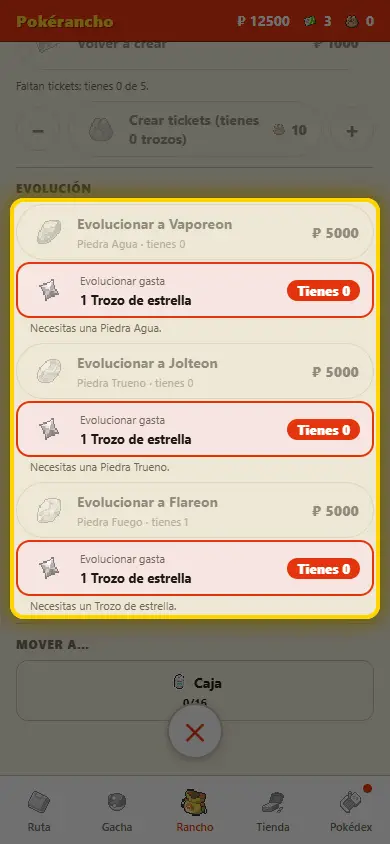 Pokérancho
₽ 12500
3
0
Volver a crear
₽ 1000
Faltan tickets: tienes 0 de 5.
−
Crear tickets (tienes
0 trozos)
10
+
EVOLUCIÓN
Evolucionar a Vaporeon
Piedra Agua · tienes 0
₽ 5000
Evolucionar gasta
1 Trozo de estrella
Tienes 0
Necesitas una Piedra Agua.
Evolucionar a Jolteon
Piedra Trueno · tienes 0
₽ 5000
Evolucionar gasta
1 Trozo de estrella
Tienes 0
Necesitas una Piedra Trueno.
Evolucionar a Flareon
Piedra Fuego · tienes 1
₽ 5000
Evolucionar gasta
1 Trozo de estrella
Tienes 0
Necesitas un Trozo de estrella.
MOVER A...
Caja
0/16
Ruta
Gacha
Rancho
Tienda
Pokédex